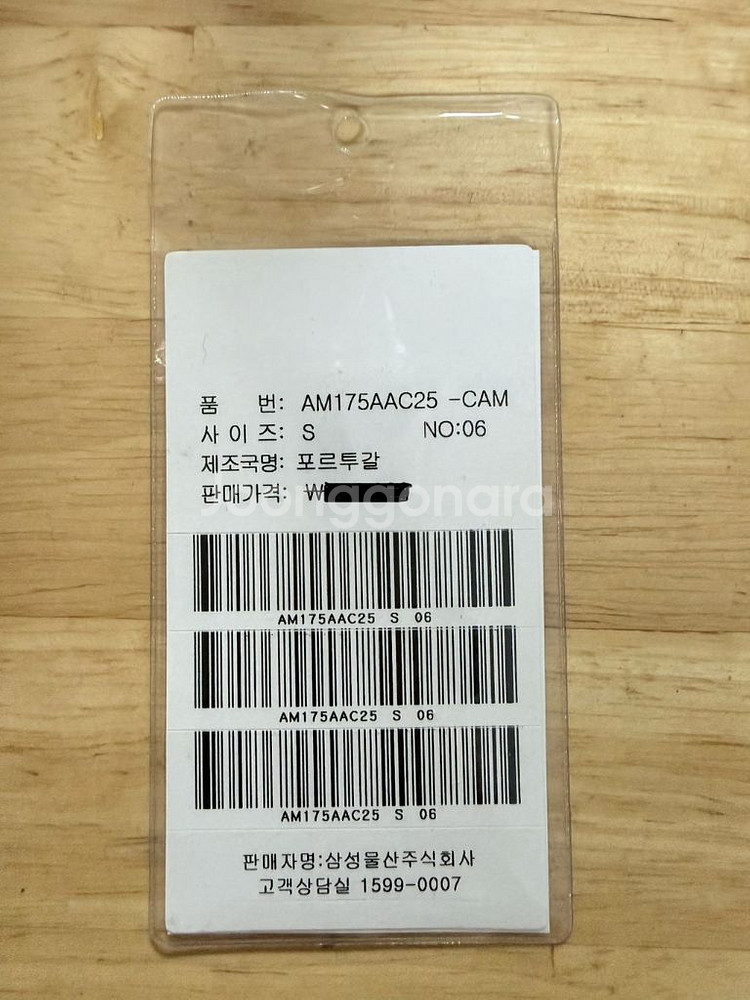 품 번: AM175AAC25 -CAM
사 이 즈: S NO:06
제조국명: 포르투갈
판매가격: ₩
Joonggonara
AM175AAC25 S 06
AM175AAC25 S 06
AM175AAC25 S 06
판매자명:삼성물산주식회사
고객상담실 1599-0007